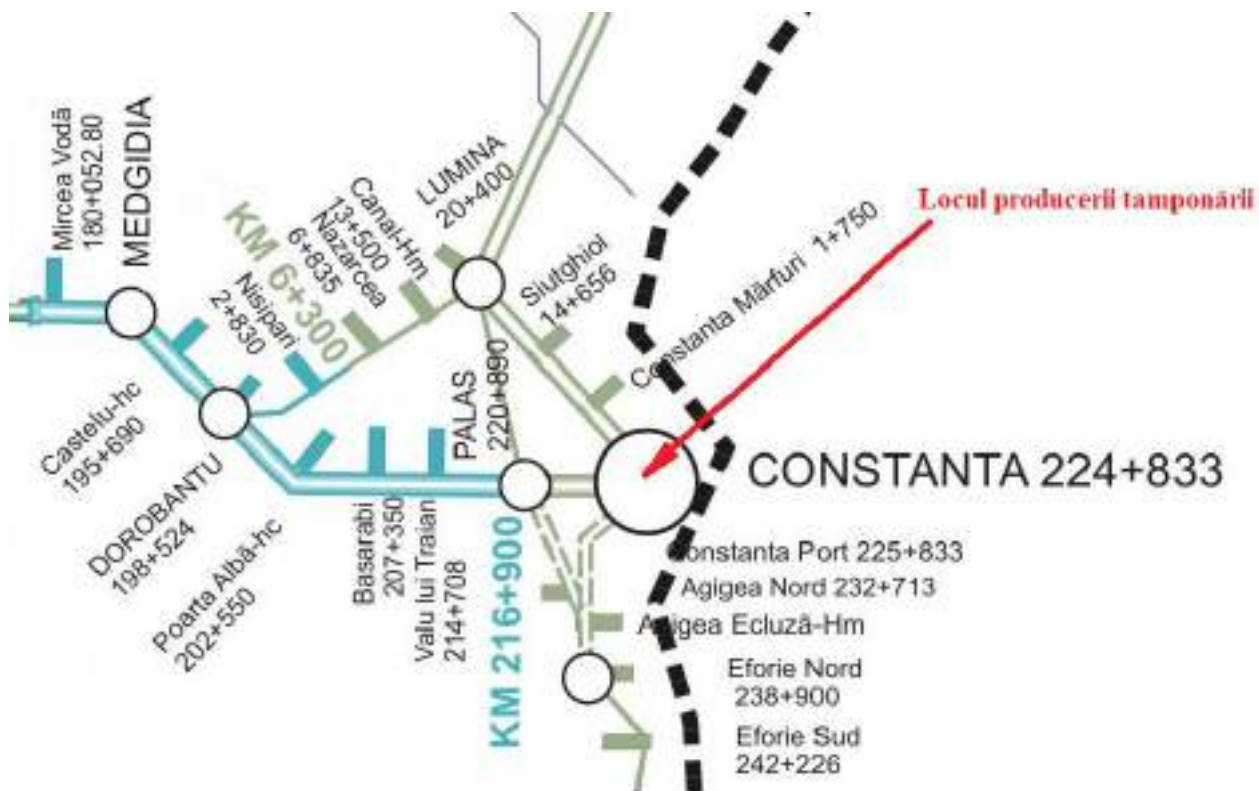 Mircea Vodă
180+052.80
MEDGIDIA
Castelu-hc
195+690
DOROBANTU
198+524
Nisipari
2+830
KM 6+300
Nazarcea
6+835
Canal-Hm
13+500
LUMINA
20+400
Siutghiol
14+656
Constanta Mărfuri 1+750
Locul producerii tamponării
Poarta Albă-hc
202+550
Basarabi
207+350
Valu lui Traian
214+708
PALAS
220+890
KM 216+900
CONSTANTA 224+833
Constanta Port 225+833
Agigea Nord 232+713
Agigea Ecluză-Hm
Eforie Nord
238+900
Eforie Sud
242+226